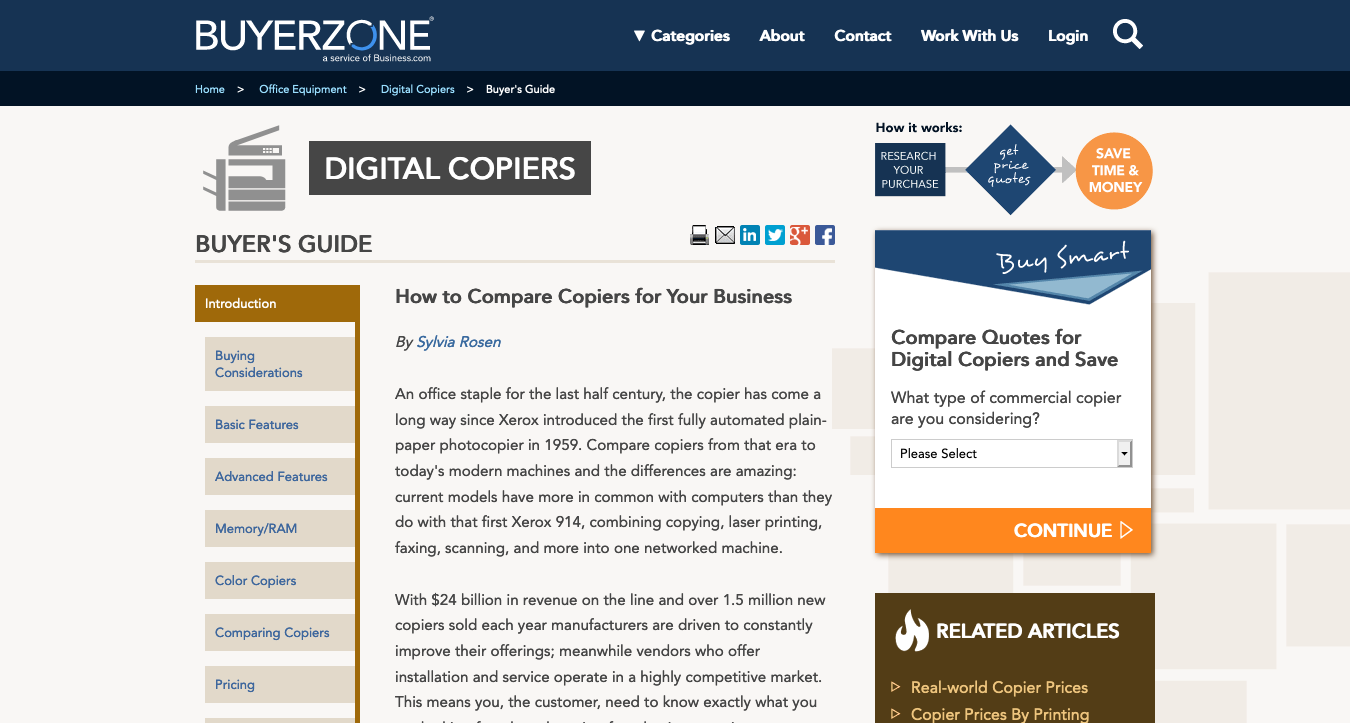 BUYERZONE®
a service of Business.com
▼ Categories
About
Contact
Work With Us
Login
Home > Office Equipment > Digital Copiers > Buyer's Guide
DIGITAL COPIERS
BUYER'S GUIDE
Introduction
Buying
Considerations
Basic Features
Advanced Features
Memory/RAM
Color Copiers
Comparing Copiers
Pricing
How to Compare Copiers for Your Business
By Sylvia Rosen
An office staple for the last half century, the copier has come a
long way since Xerox introduced the first fully automated plain-
paper photocopier in 1959. Compare copiers from that era to
today's modern machines and the differences are amazing:
current models have more in common with computers than they
do with that first Xerox 914, combining copying, laser printing,
faxing, scanning, and more into one networked machine.
With $24 billion in revenue on the line and over 1.5 million new
copiers sold each year manufacturers are driven to constantly
improve their offerings; meanwhile vendors who offer
installation and service operate in a highly competitive market.
This means you, the customer, need to know exactly what you
How it works:
RESEARCH
YOUR
PURCHASE
get
price
quotes
SAVE
TIME &
MONEY
Buy Smart
Compare Quotes for
Digital Copiers and Save
What type of commercial copier
are you considering?
Please Select
CONTINUE
RELATED ARTICLES
Real-world Copier Prices
Copier Prices By Printing